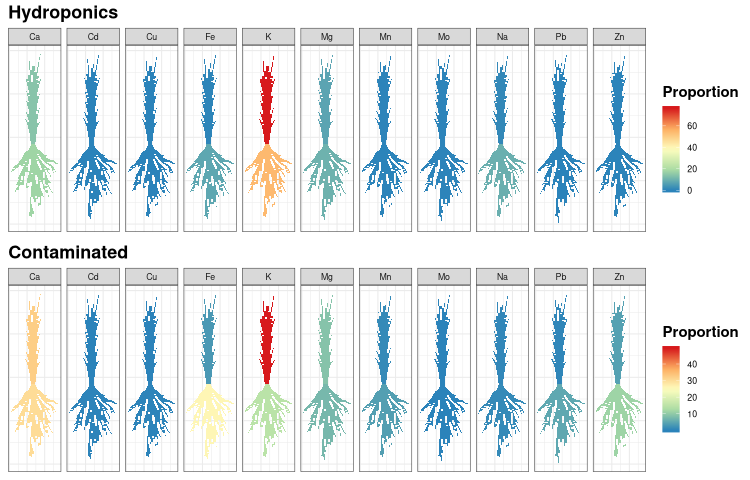 Hydroponics
Ca Cd Cu Fe K Mg Mn Mo Na Pb Zn
Proportion
60
40
20
0
Contaminated
Ca Cd Cu Fe K Mg Mn Mo Na Pb Zn
Proportion
40
30
20
10